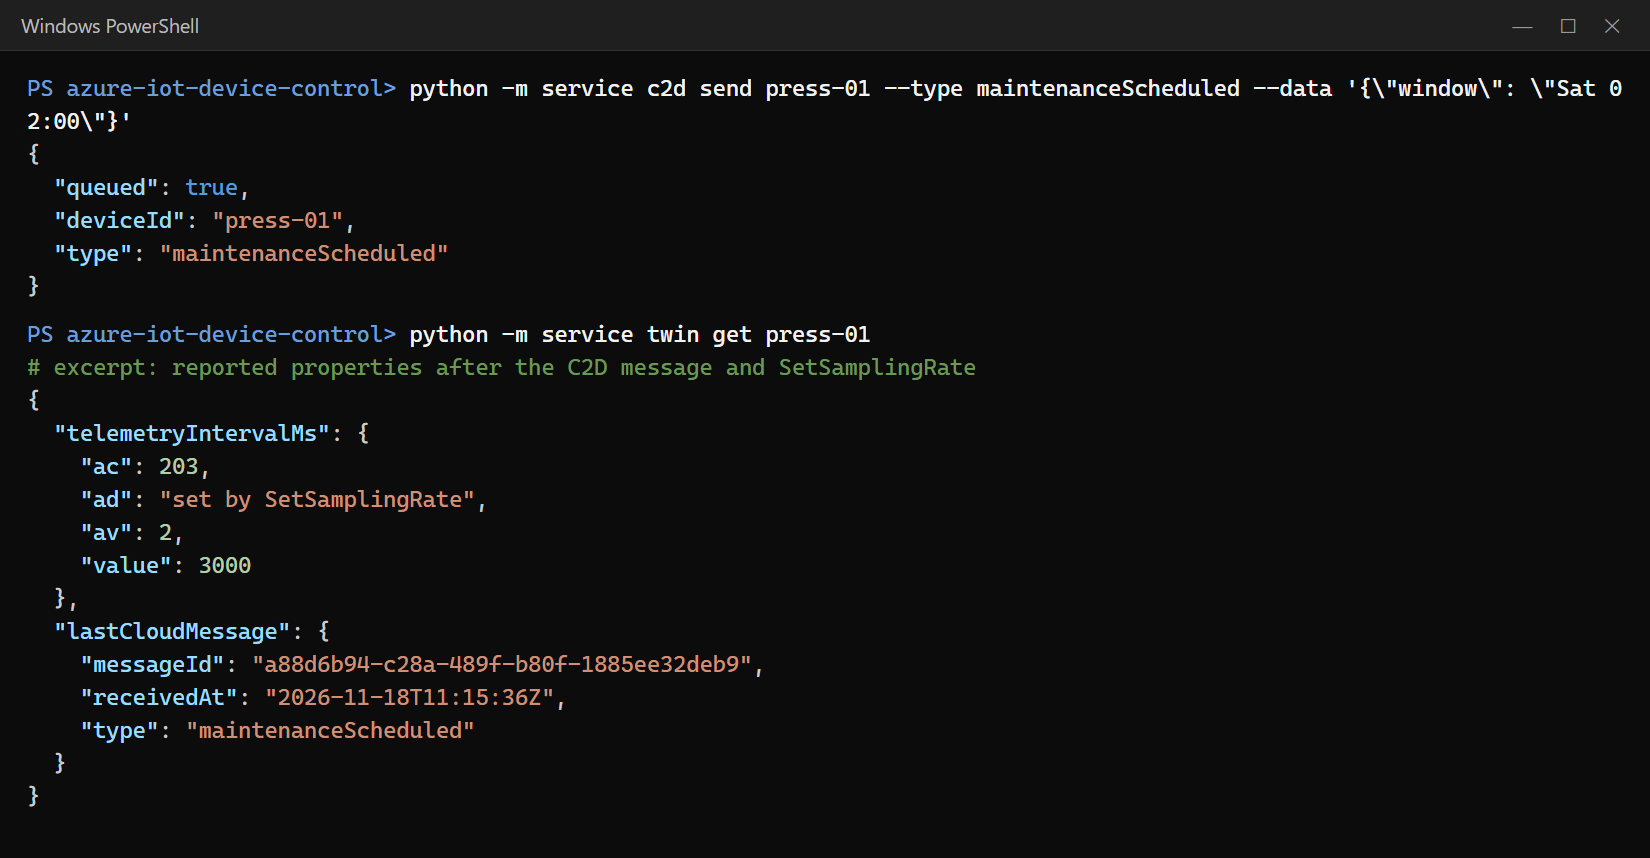 Windows PowerShell
PS azure-iot-device-control> python -m service c2d send press-01 --type maintenanceScheduled --data '{\"window\": \"Sat 0
2:00\"}'
{
  "queued": true,
  "deviceId": "press-01",
  "type": "maintenanceScheduled"
}
PS azure-iot-device-control> python -m service twin get press-01
# excerpt: reported properties after the C2D message and SetSamplingRate
{
  "telemetryIntervalMs": {
    "ac": 203,
    "ad": "set by SetSamplingRate",
    "av": 2,
    "value": 3000
  },
  "lastCloudMessage": {
    "messageId": "a88d6b94-c28a-489f-b80f-1885ee32deb9",
    "receivedAt": "2026-11-18T11:15:36Z",
    "type": "maintenanceScheduled"
  }
}